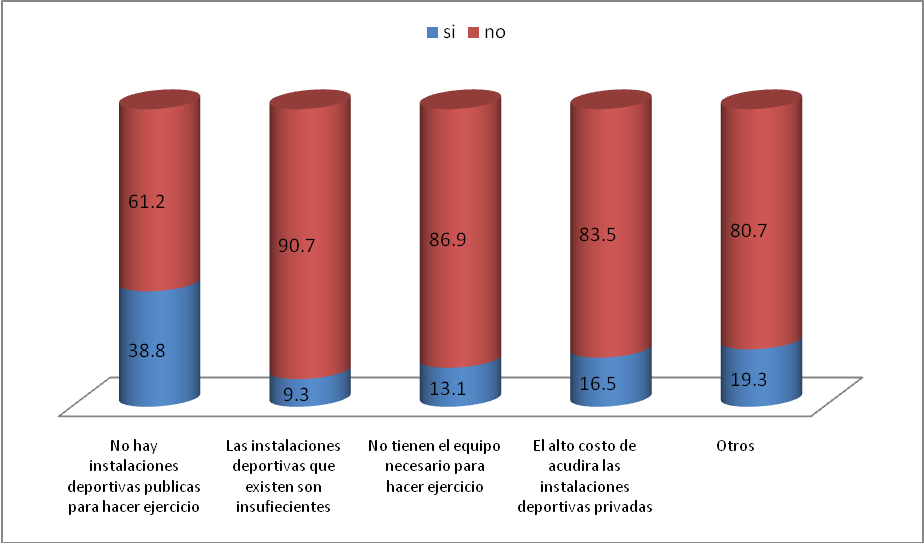 si no
61.2
90.7
86.9
83.5
80.7
38.8
9.3
13.1
16.5
19.3
No hay
instalaciones
deportivas publicas
para hacer ejercicio
Las instalaciones
deportivas que
existen son
insufiecientes
No tienen el equipo
necesario para
hacer ejercicio
El alto costo de
acudira las
instalaciones
deportivas privadas
Otros